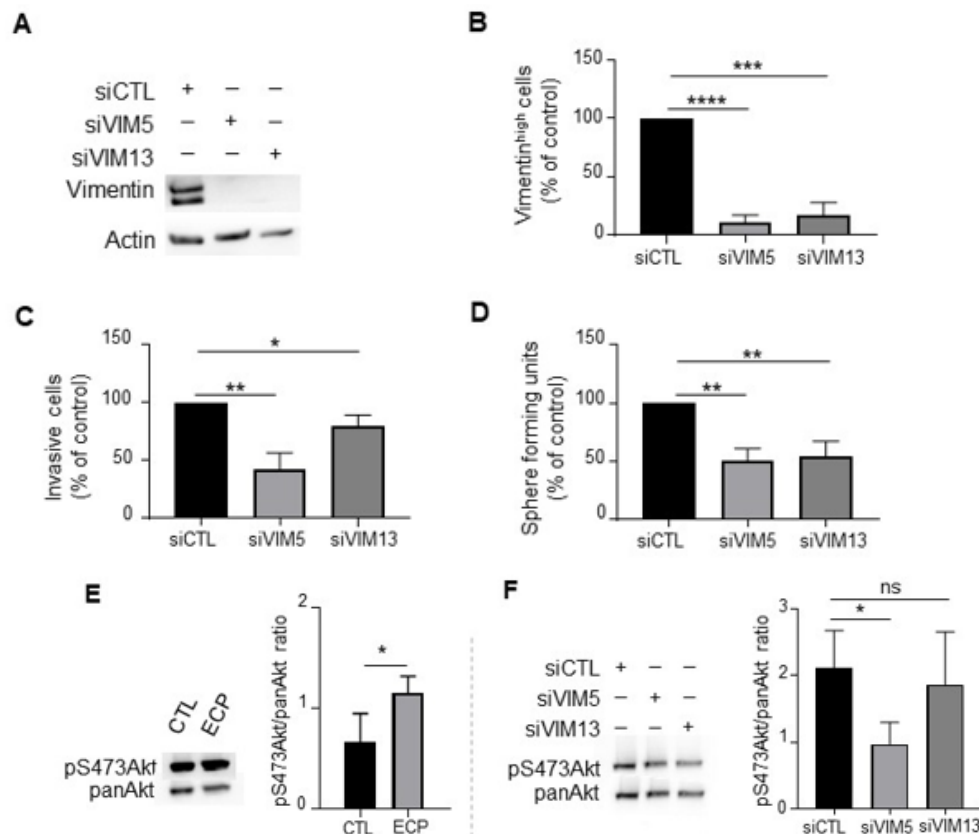 A
siCTL + – –
siVIM5 – + –
siVIM13 – – +
Vimentin
Actin
B
Vimentinhigh cells
(% of control)
150
100
50
0
***
****
siCTL siVIM5 siVIM13
C
Invasive cells
(% of control)
150
100
50
0
*
**
siCTL siVIM5 siVIM13
D
Sphere forming units
(% of control)
150
100
50
0
**
**
siCTL siVIM5 siVIM13
E
CTL ECP
pS473Akt
panAkt
pS473Akt/panAkt ratio
2
1
0
*
CTL ECP
F
siCTL + – –
siVIM5 – + –
siVIM13 – – +
pS473Akt
panAkt
pS473Akt/panAkt ratio
3
2
1
0
ns
*
siCTL siVIM5 siVIM13